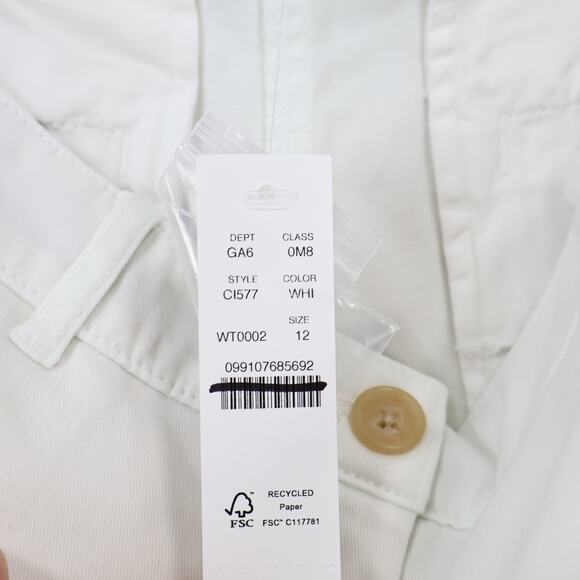 DEPT CLASS
GA6 0M8
STYLE COLOR
CI577 WHI
SIZE
WT0002 12
099107685692
FSC
RECYCLED
Paper
FSC™ C117781